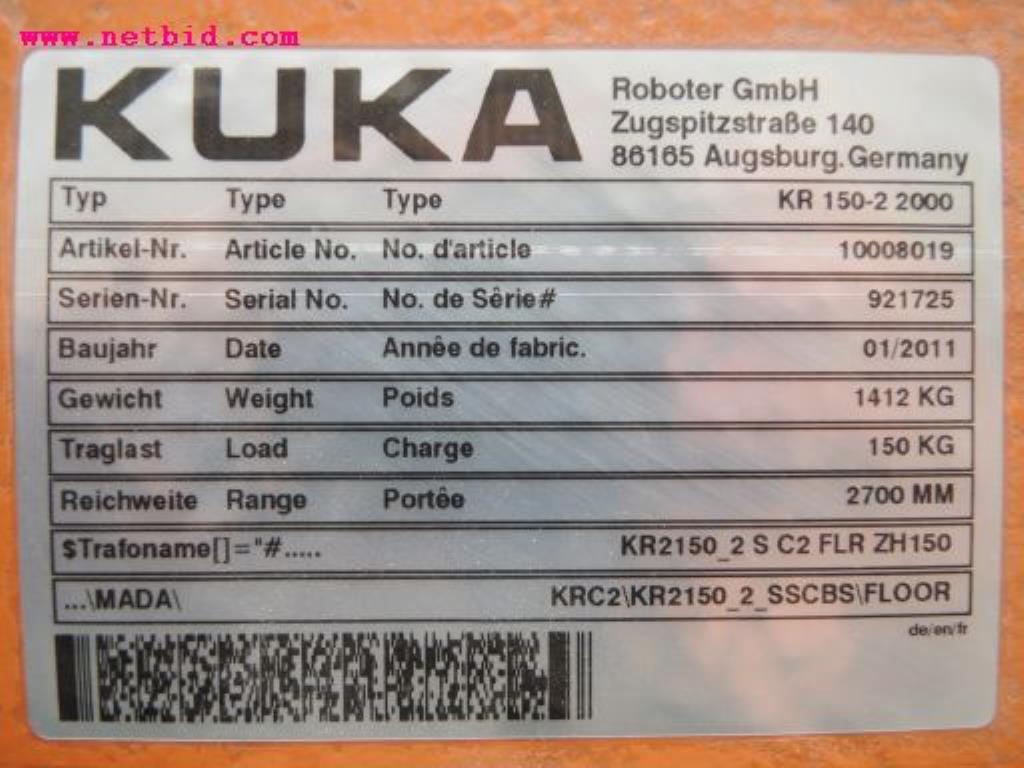 www.netbid.com
KUKA
Roboter GmbH
Zugspitzstraße 140
86165 Augsburg.Germany
Typ Type Type KR 150-2 2000
Artikel-Nr. Article No. No. d'article 10008019
Serien-Nr. Serial No. No. de Sêrie# 921725
Baujahr Date Annêe de fabric. 01/2011
Gewicht Weight Poids 1412 KG
Traglast Load Charge 150 KG
Reichweite Range Portêe 2700 MM
$Trafoname[]="#..... KR2150_2 S C2 FLR ZH150
...\MADA\ KRC2\KR2150_2_SSCBS\FLOOR
de/en/fr